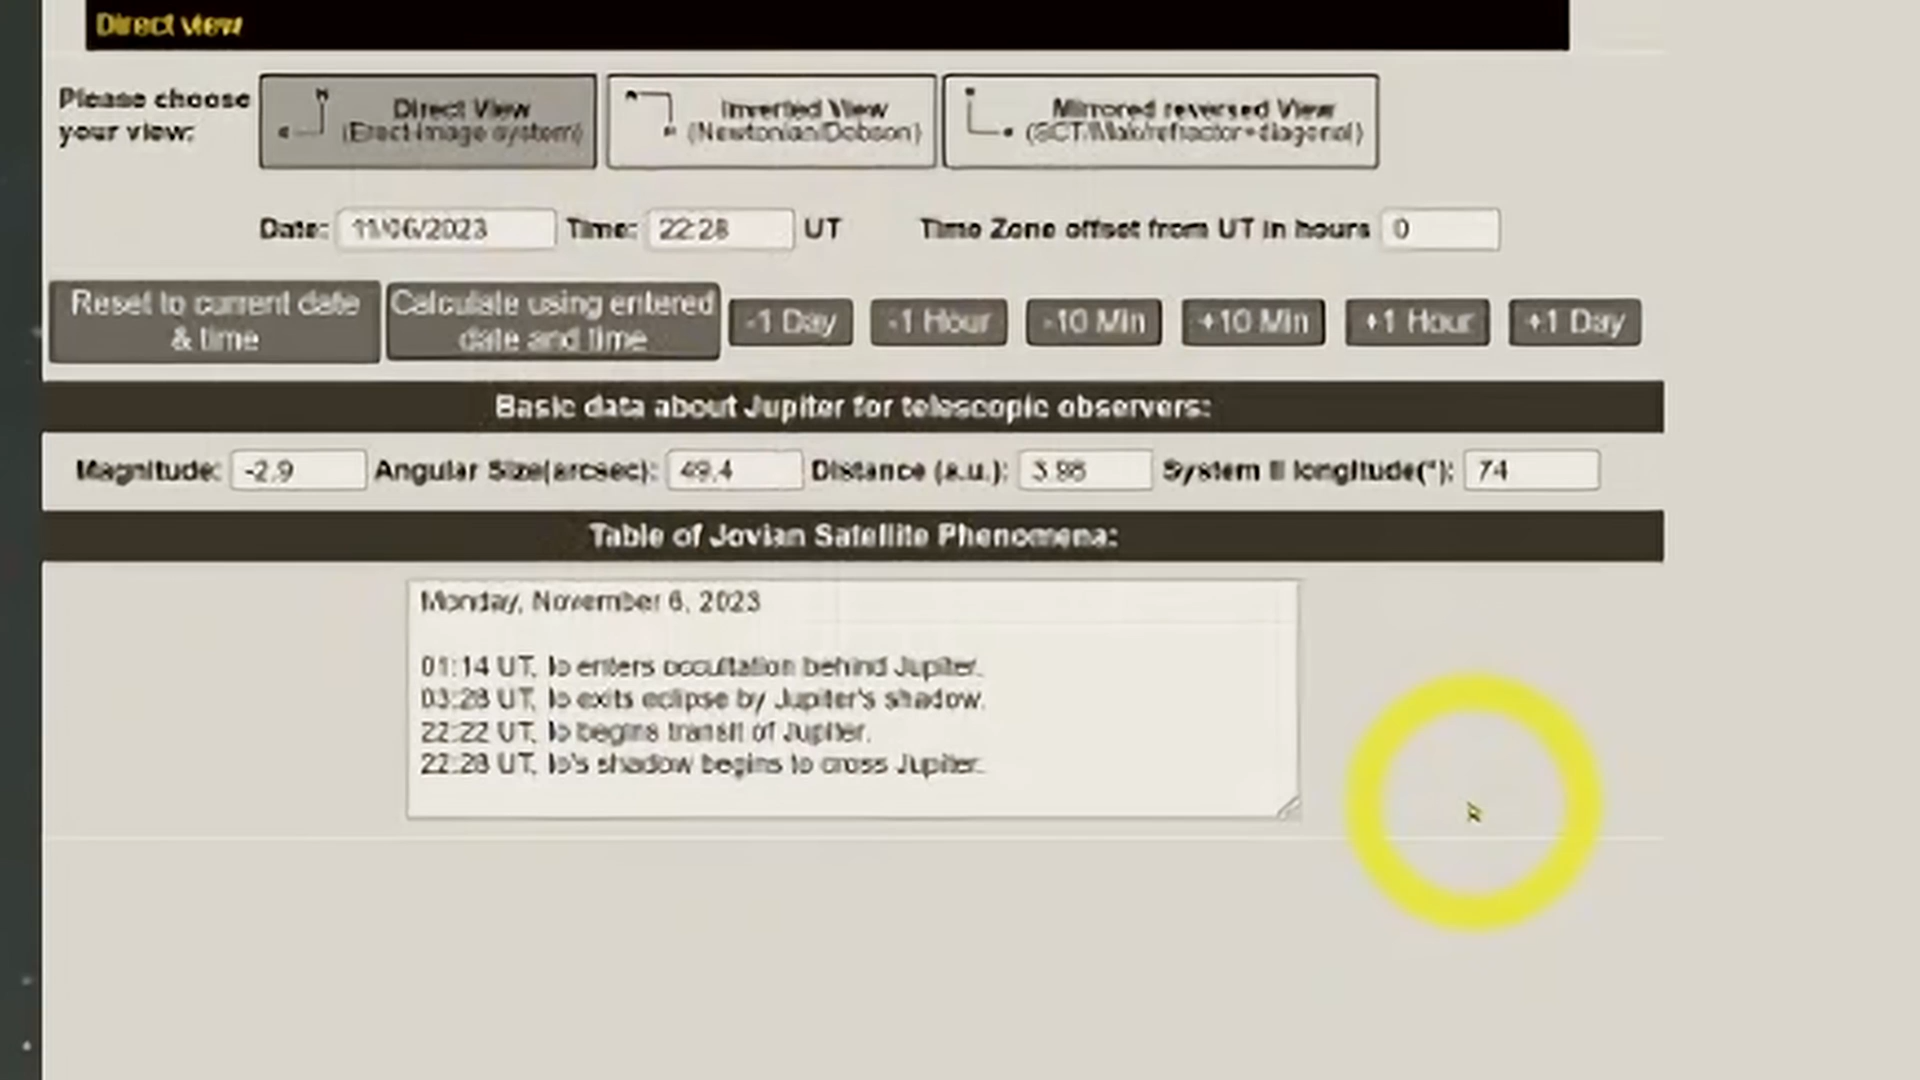 Direct view
Please choose your view:
Direct View
(Erect image system)
Inverted View
(Newtonian/Dobson)
Mirrored reversed View
(SCT/Mak/refractor+diagonal)
Date: 11/06/2023 Time: 22:28 UT Time Zone offset from UT in hours 0
Reset to current date & time
Calculate using entered date and time
-1 Day
-1 Hour
-10 Min
+10 Min
+1 Hour
+1 Day
Basic data about Jupiter for telescopic observers:
Magnitude: -2.9 Angular Size(arcsec): 49.4 Distance (a.u.): 3.98 System II longitude(°): 74
Table of Jovian Satellite Phenomena:
Monday, November 6, 2023
01:14 UT, Io enters occultation behind Jupiter.
03:28 UT, Io exits eclipse by Jupiter's shadow.
22:22 UT, Io begins transit of Jupiter.
22:28 UT, Io's shadow begins to cross Jupiter.